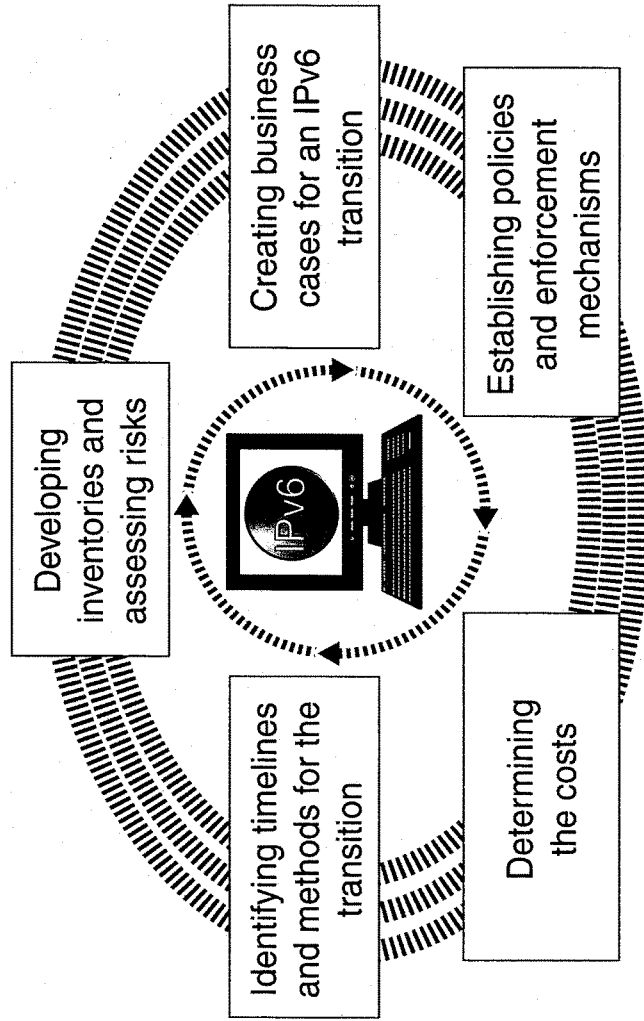 Developing
inventories and
assessing risks
Creating business
cases for an IPv6
transition
Establishing policies
and enforcement
mechanisms
Determining
the costs
Identifying timelines
and methods for the
transition
IPv6